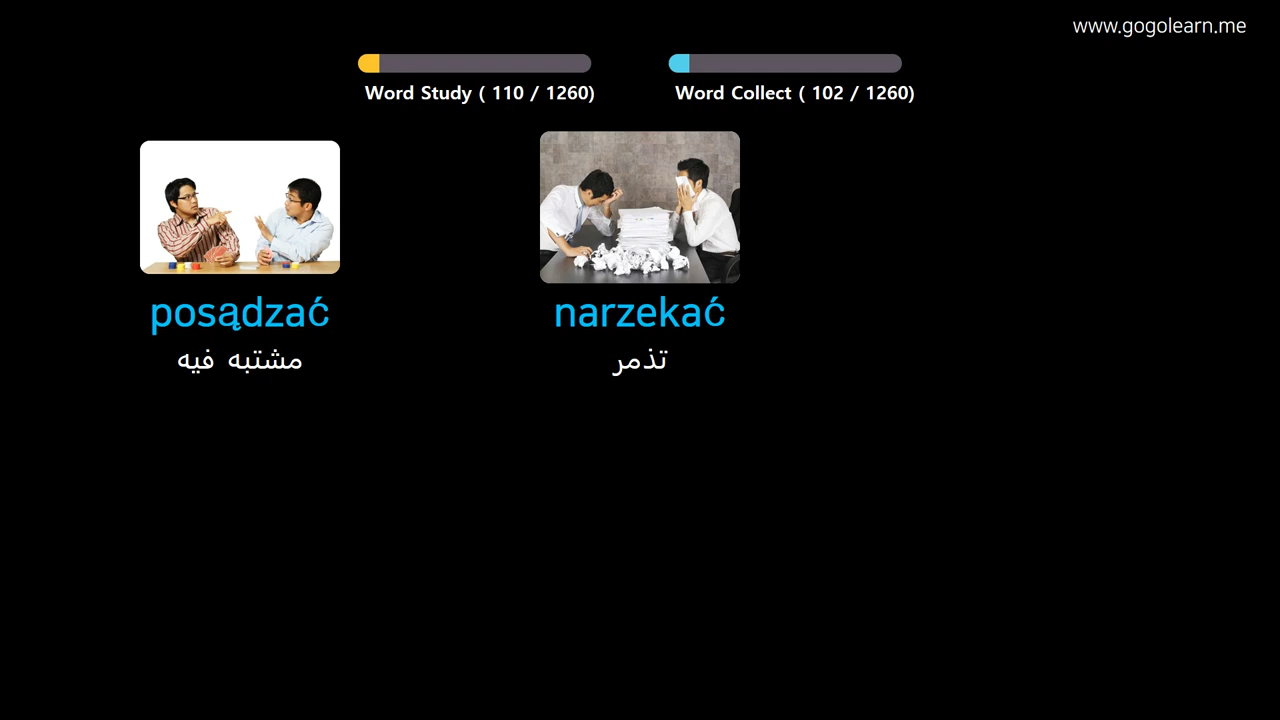 www.gogolearn.me
Word Study ( 110 / 1260)
Word Collect ( 102 / 1260)
posądzać
مشتبه فيه
narzekać
تذمر